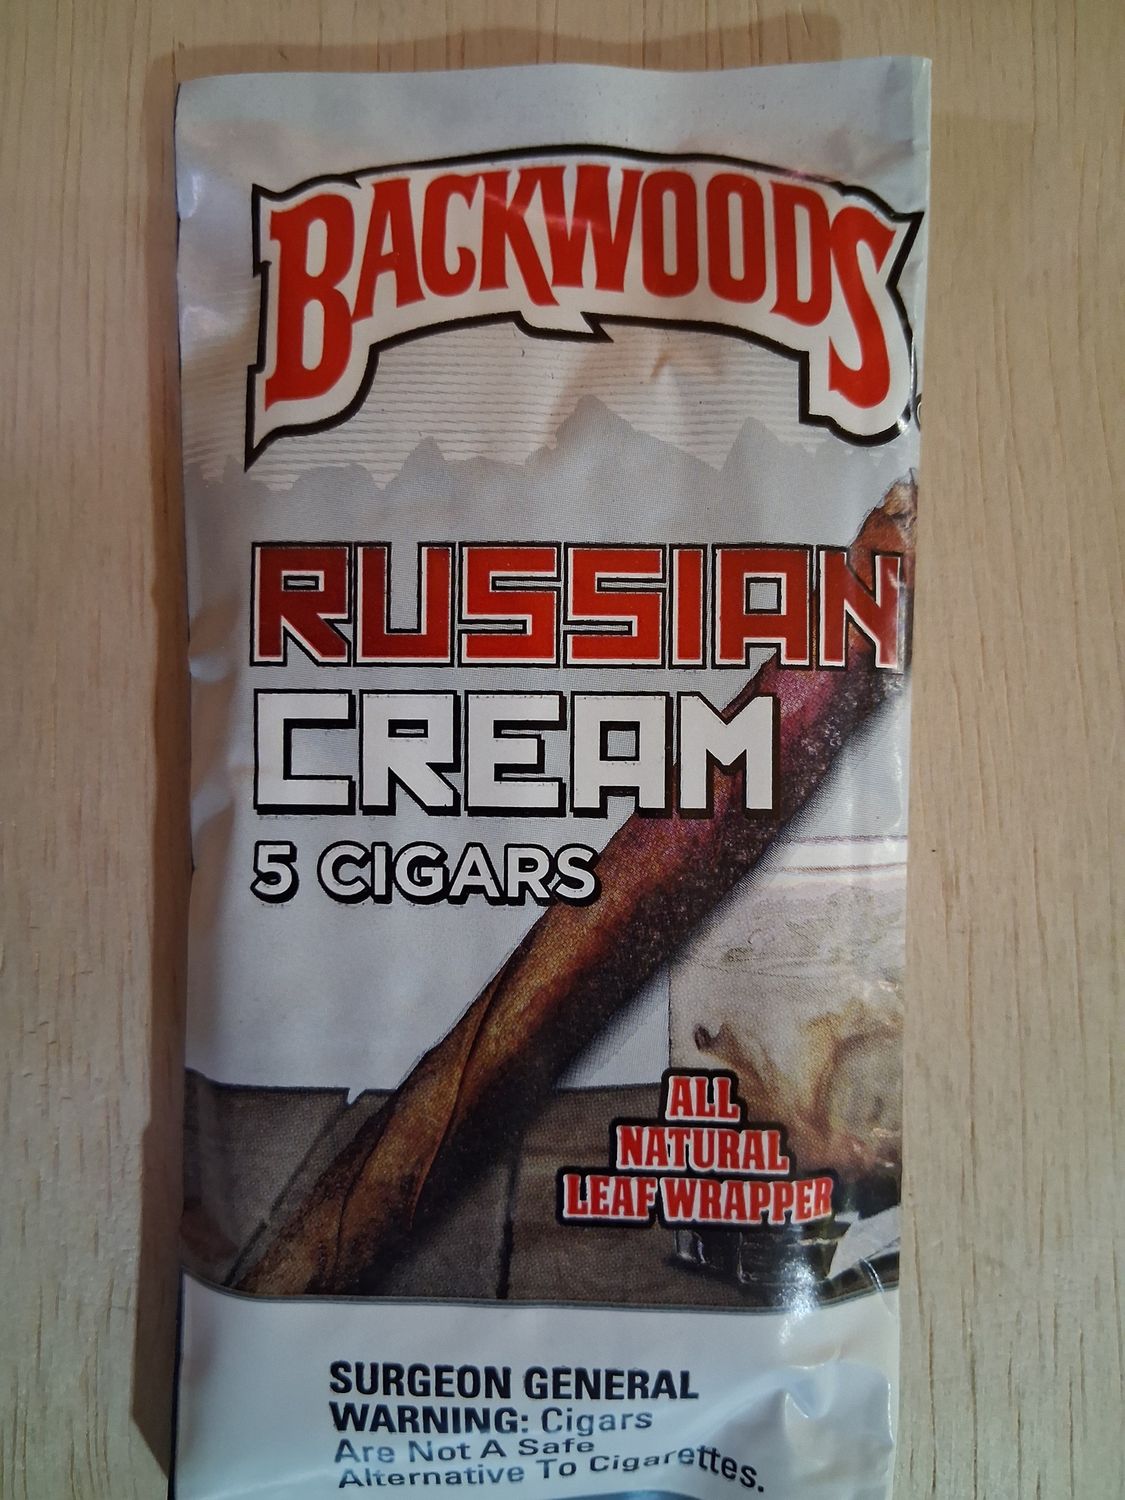 BACKWOODS
RUSSIAN
CREAM
5 CIGARS
ALL
NATURAL
LEAF WRAPPER
SURGEON GENERAL
WARNING: Cigars
Are Not A Safe
Alternative To Cigarettes.